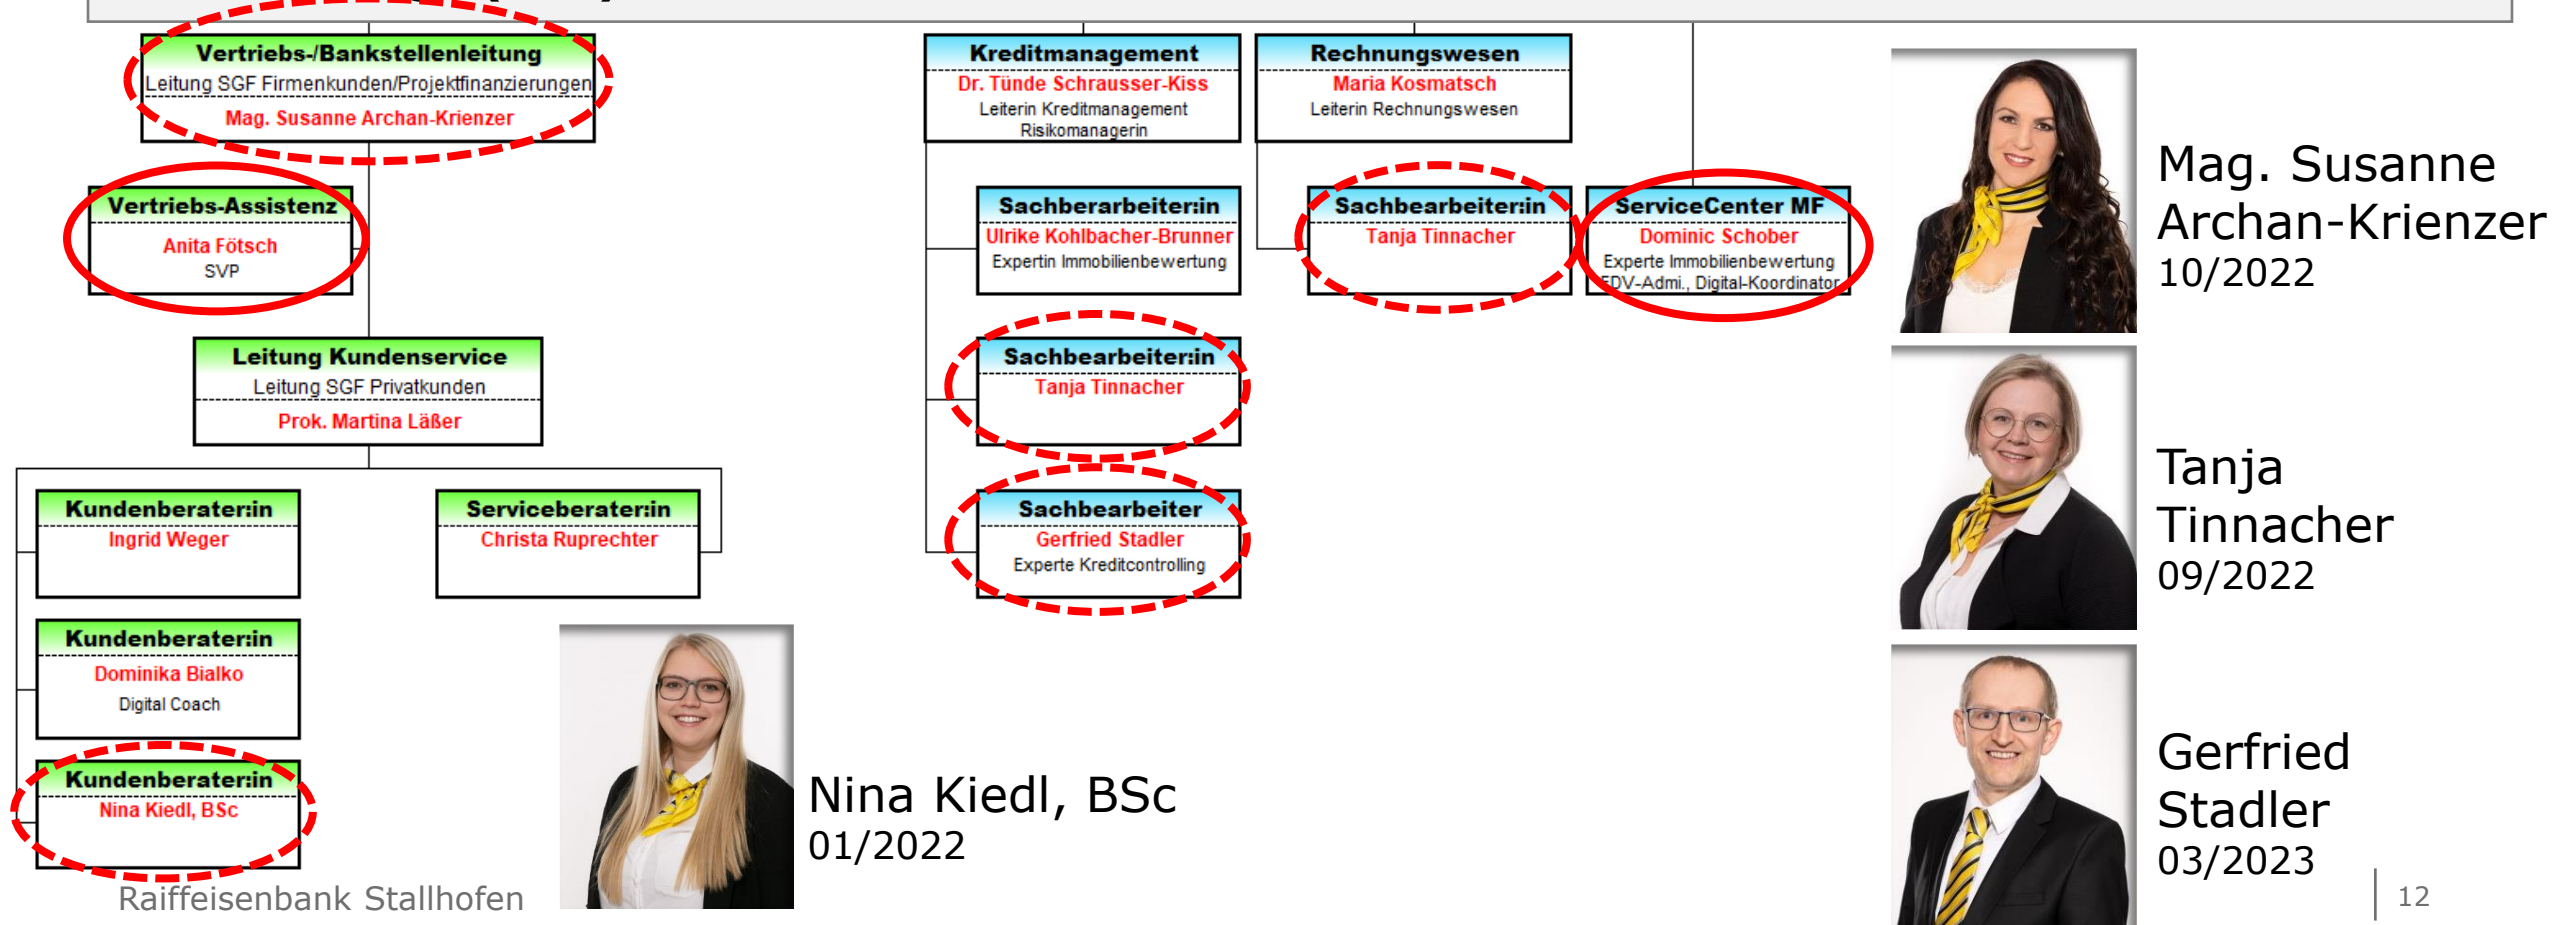 Vertriebs-/Bankstellenleitung
Leitung SGF Firmenkunden/Projektfinanzierungen
Mag. Susanne Archan-Krienzer
Vertriebs-Assistenz
Anita Fötsch
SVP
Leitung Kundenservice
Leitung SGF Privatkunden
Prok. Martina Läßer
Kundenberater:in
Ingrid Weger
Serviceberater:in
Christa Ruprechter
Kundenberater:in
Dominika Bialko
Digital Coach
Kundenberater:in
Nina Kiedl, BSc
Kreditmanagement
Dr. Tünde Schrausser-Kiss
Leiterin Kreditmanagement
Risikomanagerin
Sachberarbeiter:in
Ulrike Kohlbacher-Brunner
Expertin Immobilienbewertung
Sachbearbeiter:in
Tanja Tinnacher
Sachbearbeiter
Gerfried Stadler
Experte Kreditcontrolling
Rechnungswesen
Maria Kosmatsch
Leiterin Rechnungswesen
Sachbearbeiter:in
Tanja Tinnacher
ServiceCenter MF
Dominic Schober
Experte Immobilienbewertung
EDV-Admi., Digital-Koordinator
Mag. Susanne
Archan-Krienzer
10/2022
Tanja
Tinnacher
09/2022
Gerfried
Stadler
03/2023
Nina Kiedl, BSc
01/2022
Raiffeisenbank Stallhofen
12